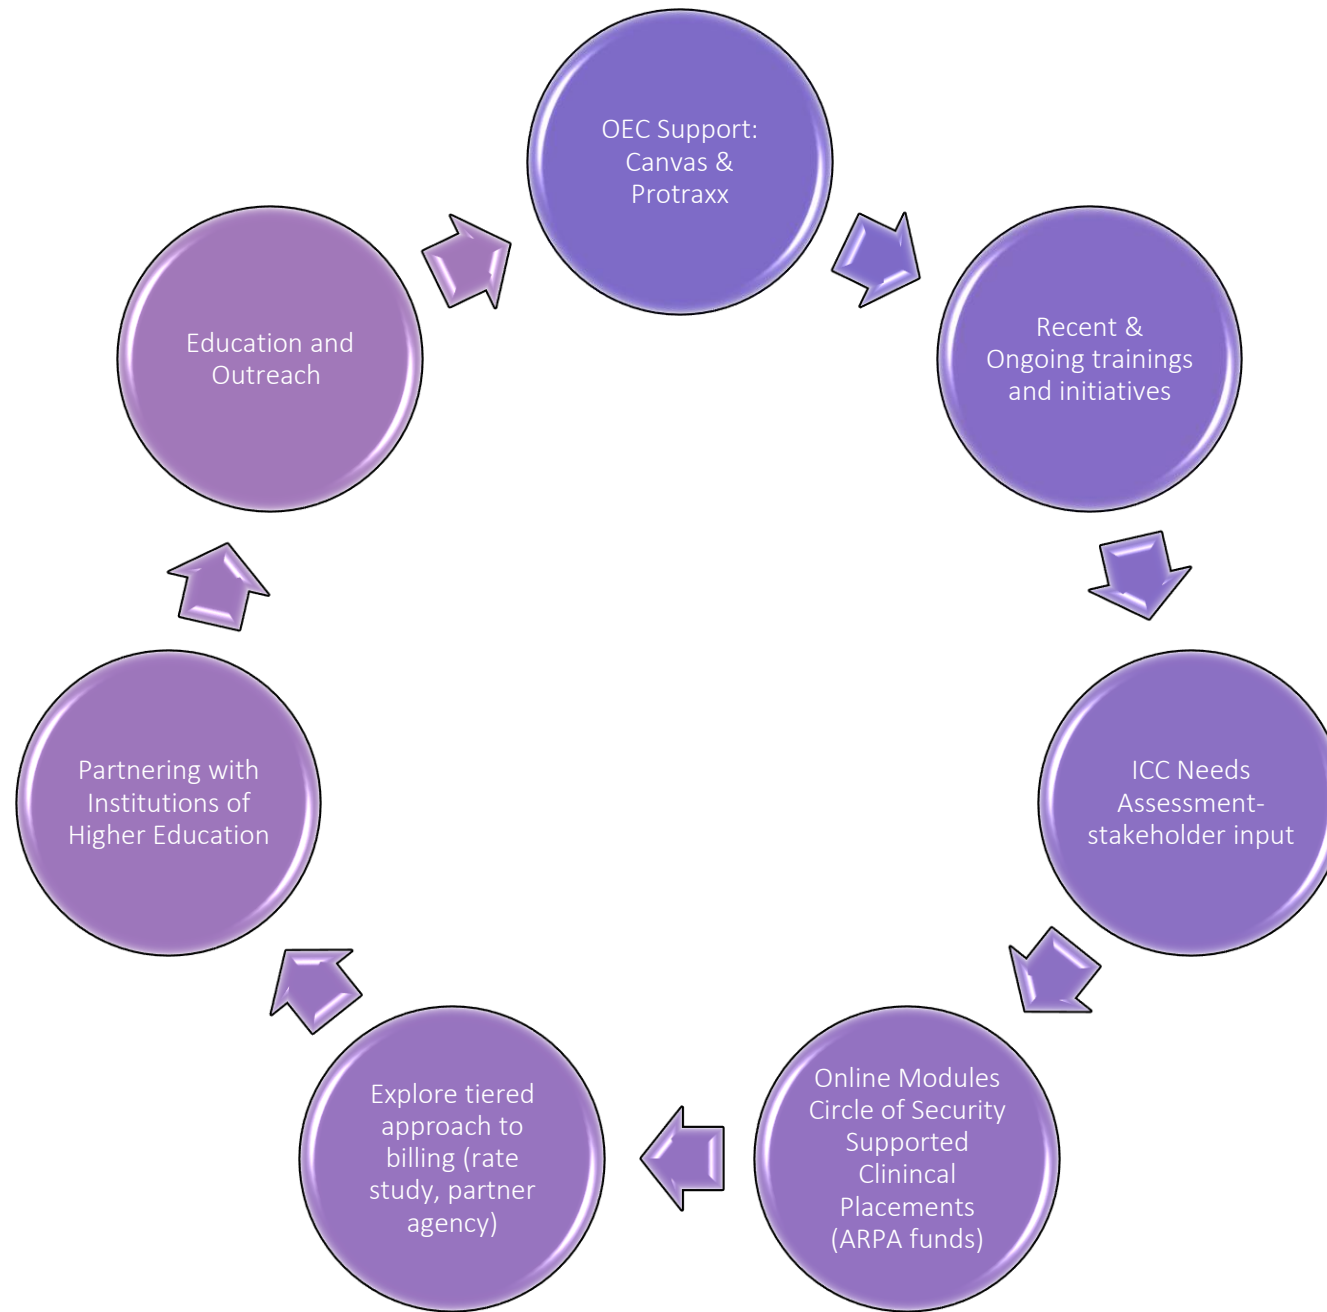 OEC Support:
Canvas &
Protraxx
Recent &
Ongoing trainings
and initiatives
ICC Needs
Assessment-
stakeholder input
Online Modules
Circle of Security
Supported
Clinincal
Placements
(ARPA funds)
Explore tiered
approach to
billing (rate
study, partner
agency)
Partnering with
Institutions of
Higher Education
Education and
Outreach